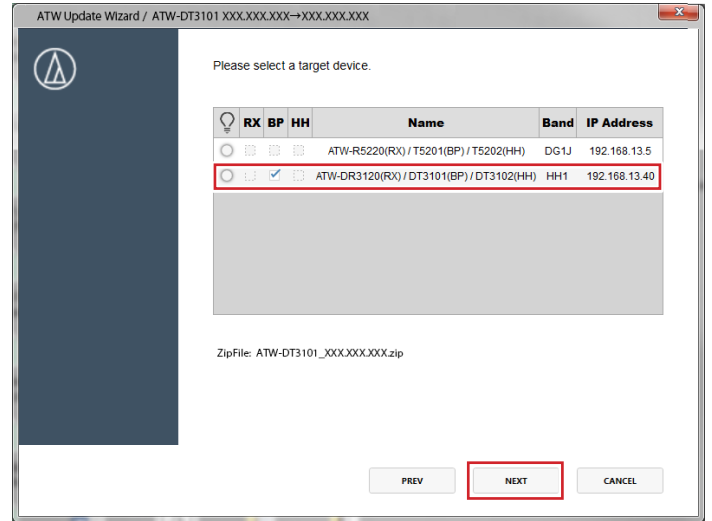 ATW Update Wizard / ATW-DT3101 XXX.XXX.XXX→XXX.XXX.XXX
x
Please select a target device.
RX BP HH Name Band IP Address
ATW-R5220(RX) / T5201(BP) / T5202(HH) DG1J 192.168.13.5
ATW-DR3120(RX) / DT3101(BP) / DT3102(HH) HH1 192.168.13.40
ZipFile: ATW-DT3101_XXX.XXX.XXX.zip
PREV NEXT CANCEL